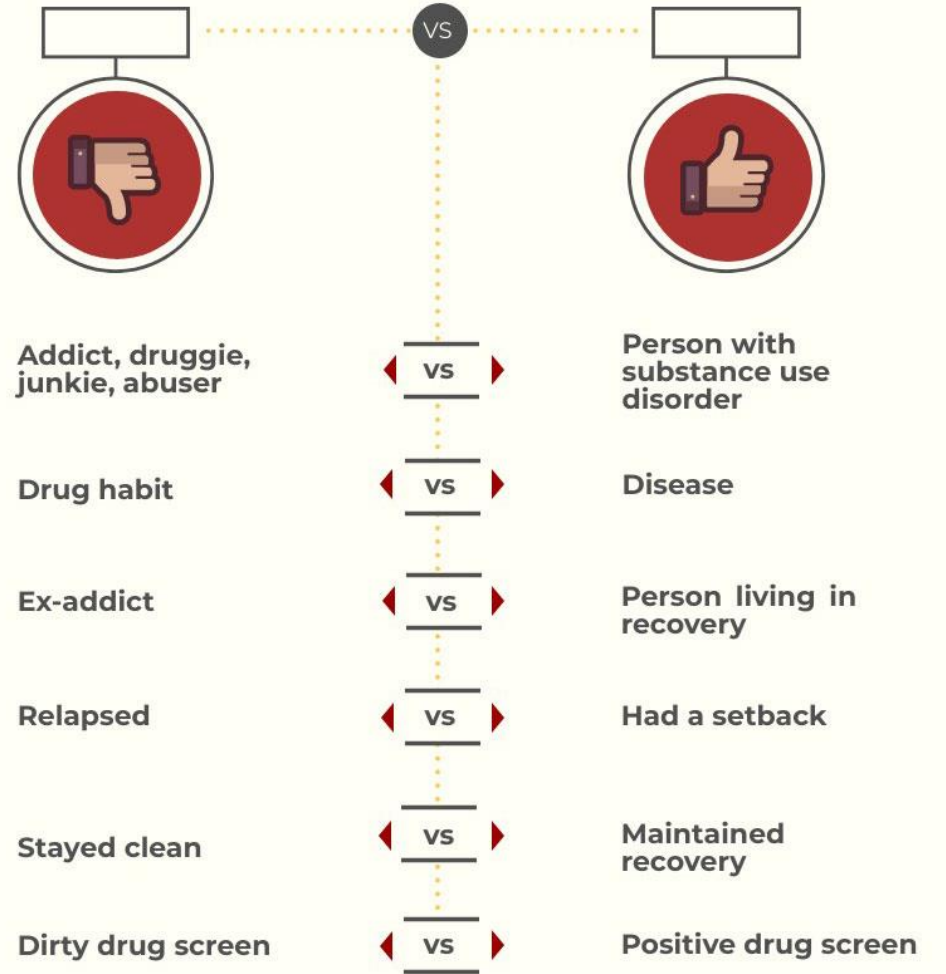 VS
Addict, druggie,
junkie, abuser
vs
Person with
substance use
disorder
Drug habit
vs
Disease
Ex-addict
vs
Person living in
recovery
Relapsed
vs
Had a setback
Stayed clean
vs
Maintained
recovery
Dirty drug screen
vs
Positive drug screen